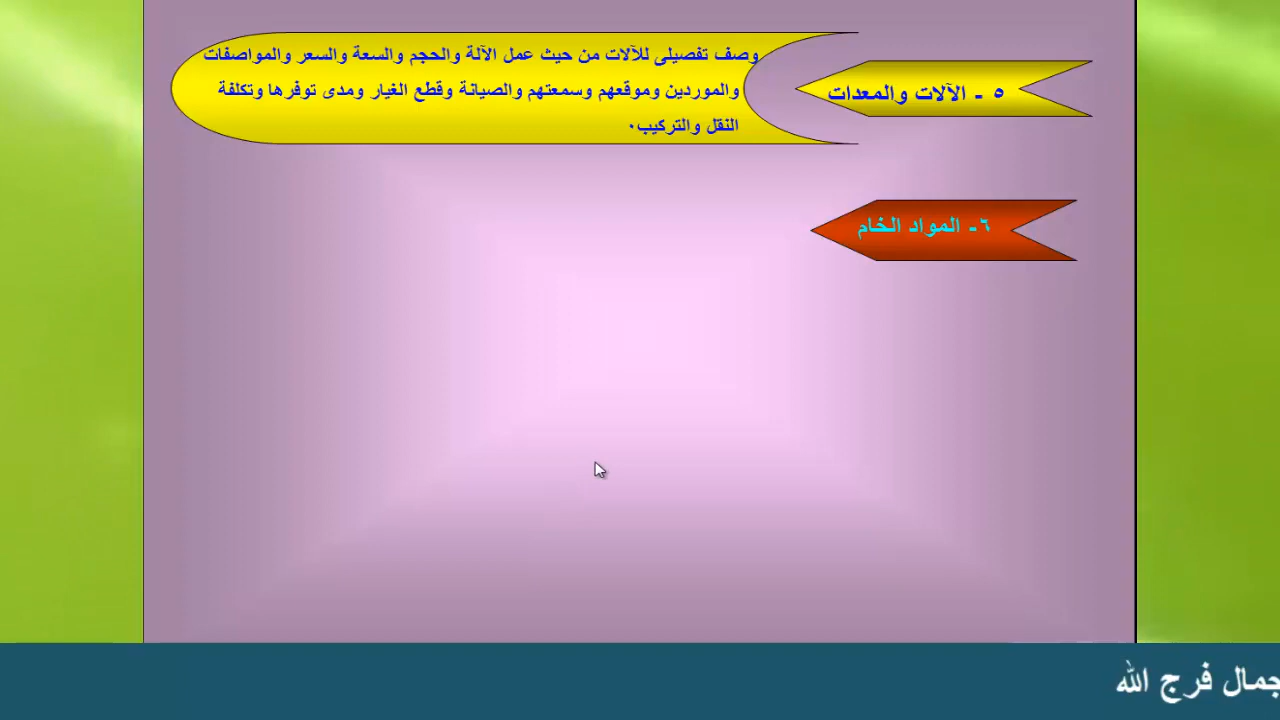 ٥ - الآلات والمعدات
وصف تفصيلى للآلات من حيث عمل الآلة والحجم والسعة والسعر والمواصفات
والموردين وموقعهم وسمعتهم والصيانة وقطع الغيار ومدى توفرها وتكلفة
النقل والتركيب٠
٦- المواد الخام
جمال فرج الله